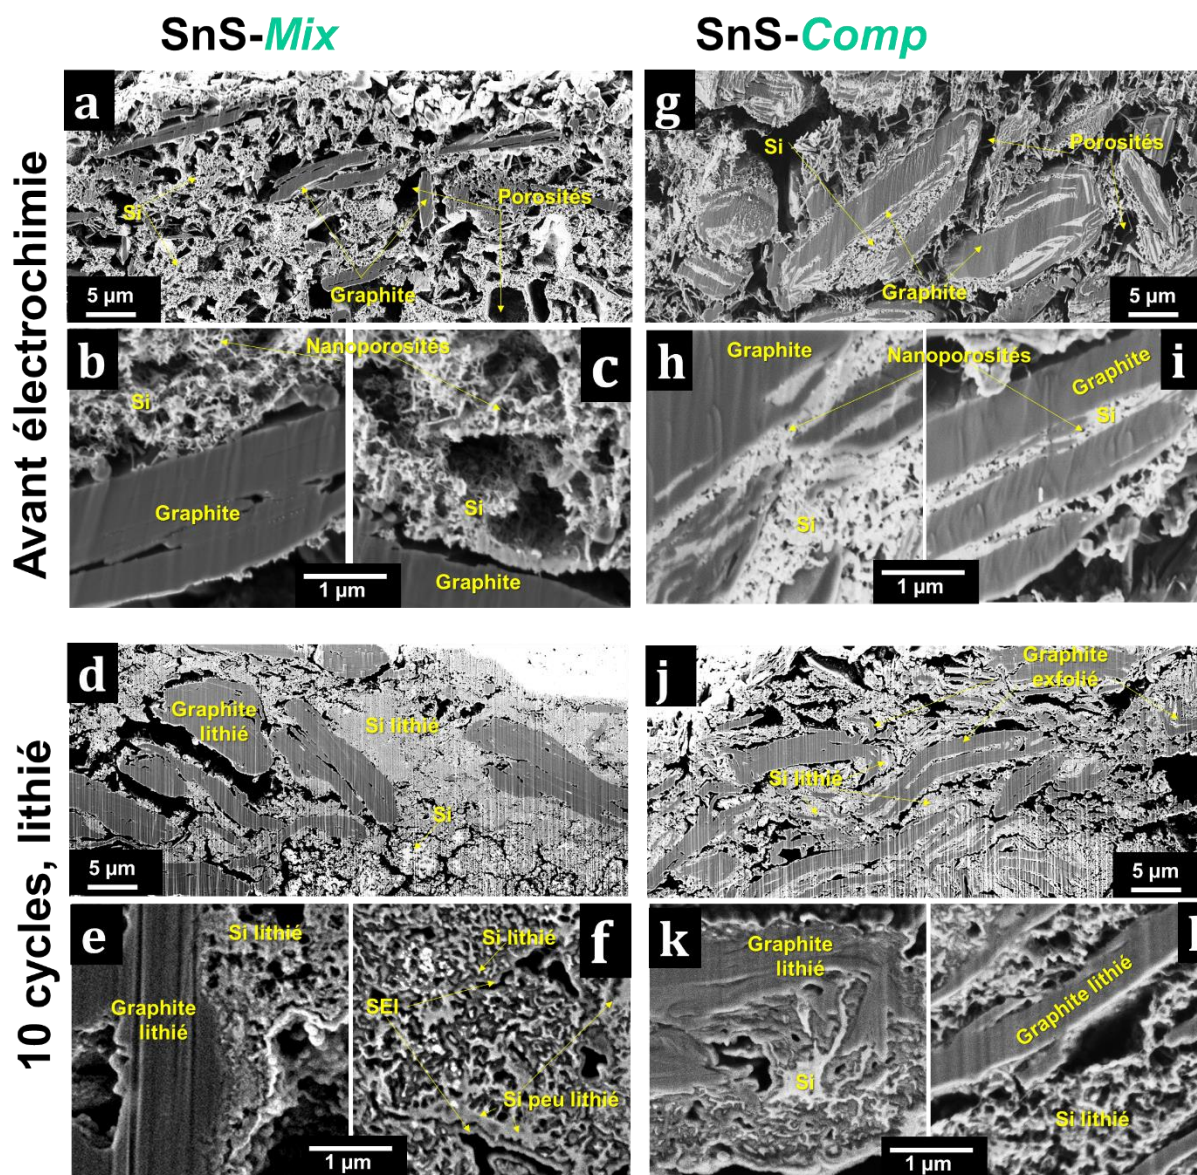 SnS-Mix
SnS-Comp
Avant électrochimie
a
Si
Porosités
Graphite
5 µm
g
Si
Porosités
Graphite
5 µm
b
Nanoporosités
c
Si
Graphite
Si
Graphite
1 µm
h
Graphite
Nanoporosités
Graphite
i
Si
Si
1 µm
10 cycles, lithié
d
Graphite
lithié
Si lithié
Si
5 µm
j
Graphite
exfolié
Si lithié
5 µm
e
Si lithié
Graphite
lithié
f
Si lithié
SEI
Si peu lithié
1 µm
k
Graphite
lithié
Si
l
Graphite lithié
Si lithié
1 µm